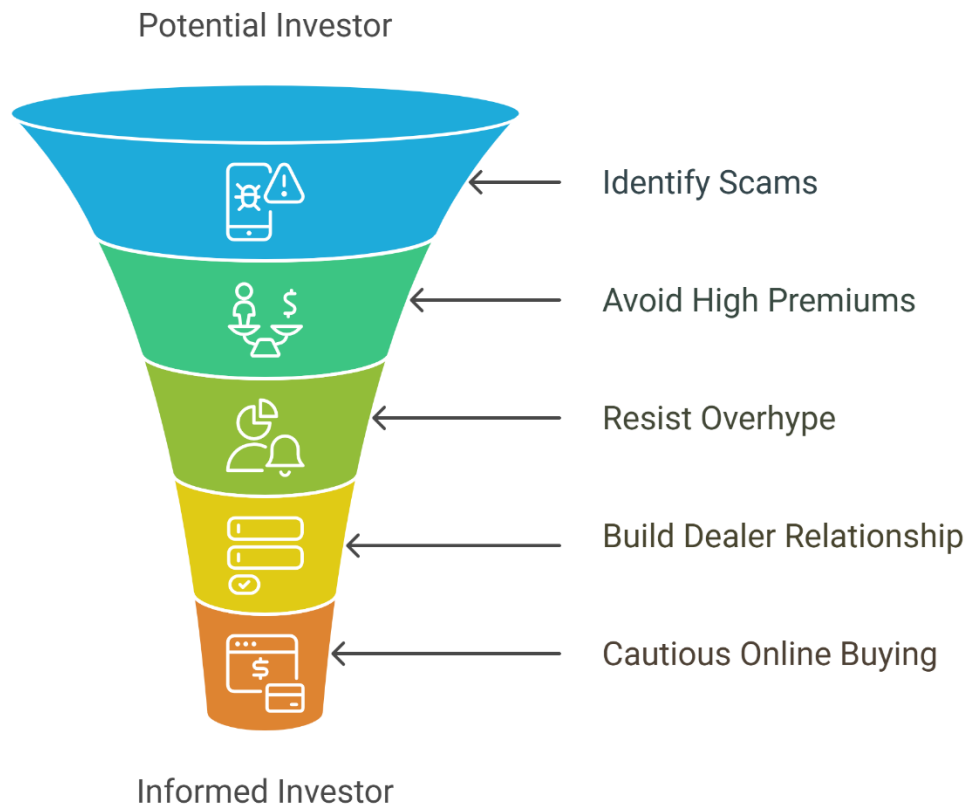 Potential Investor
Identify Scams
Avoid High Premiums
Resist Overhype
Build Dealer Relationship
Cautious Online Buying
Informed Investor